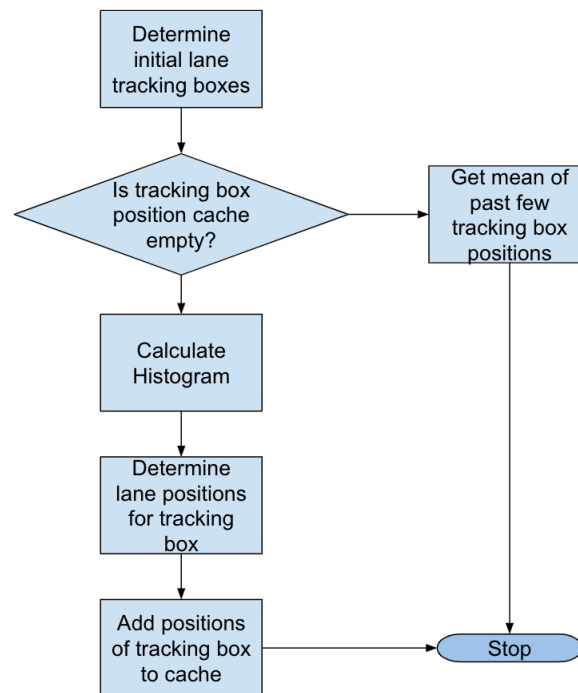 Determine
initial lane
tracking boxes
Is tracking box
position cache
empty?
Get mean of
past few
tracking box
positions
Calculate
Histogram
Determine
lane positions
for tracking
box
Add positions
of tracking box
to cache
Stop